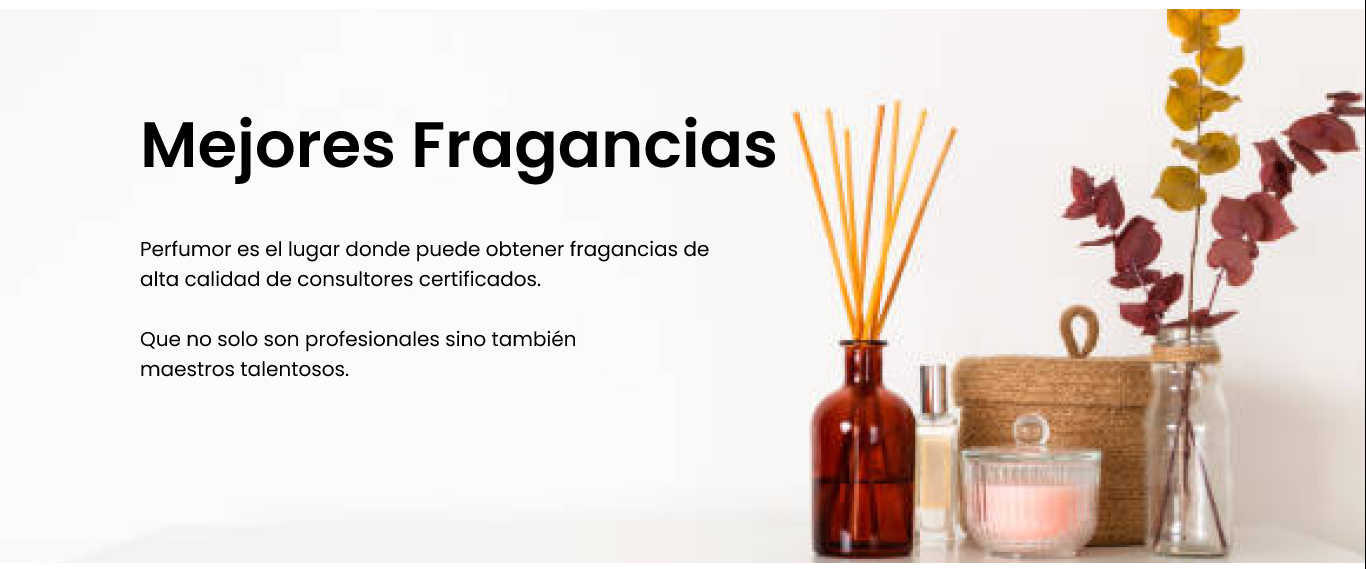 Mejores Fragancias
Perfumor es el lugar donde puede obtener fragancias de
alta calidad de consultores certificados.
Que no solo son profesionales sino también
maestros talentosos.